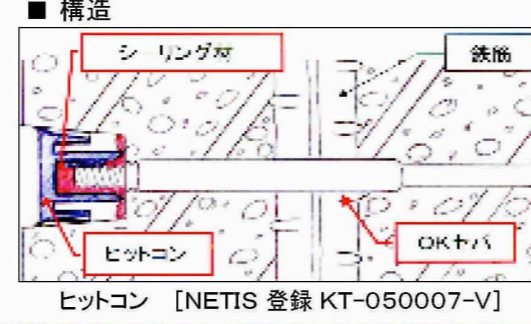 ■ 構造
シーリング材
鉄筋
ヒットコン
OKセパ
ヒットコン [NETIS 登録 KT-050007-V]